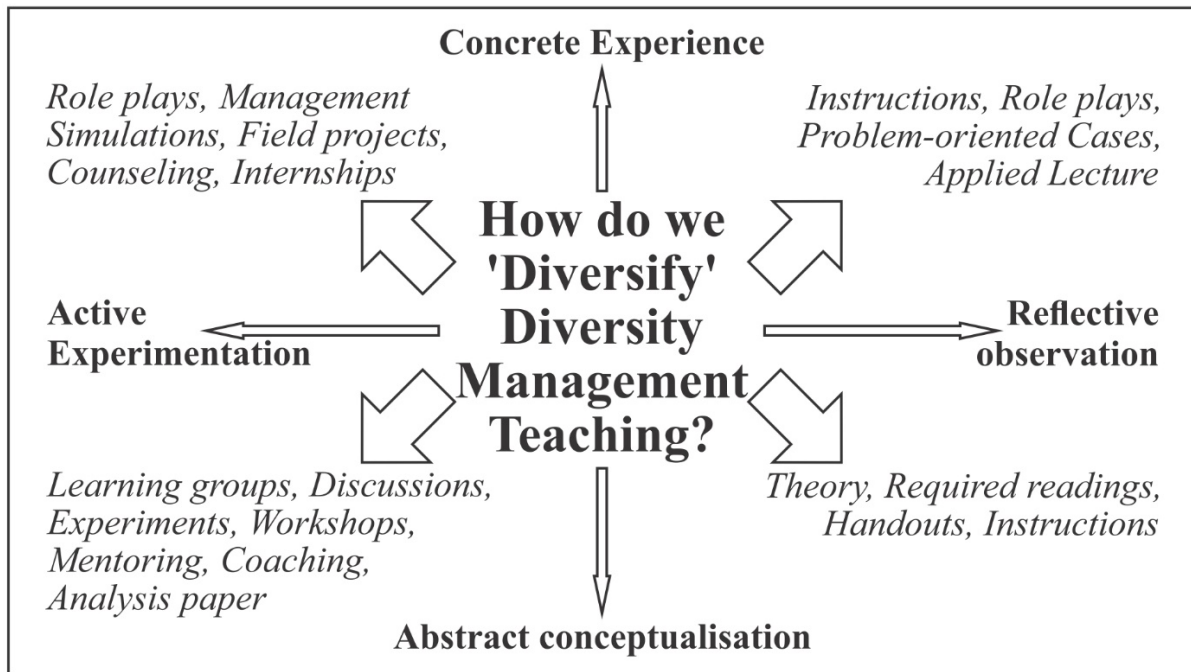 Concrete Experience
Role plays, Management
Simulations, Field projects,
Counseling, Internships
Instructions, Role plays,
Problem-oriented Cases,
Applied Lecture
How do we
'Diversify'
Diversity
Management
Teaching?
Active
Experimentation
Reflective
observation
Learning groups, Discussions,
Experiments, Workshops,
Mentoring, Coaching,
Analysis paper
Theory, Required readings,
Handouts, Instructions
Abstract conceptualisation